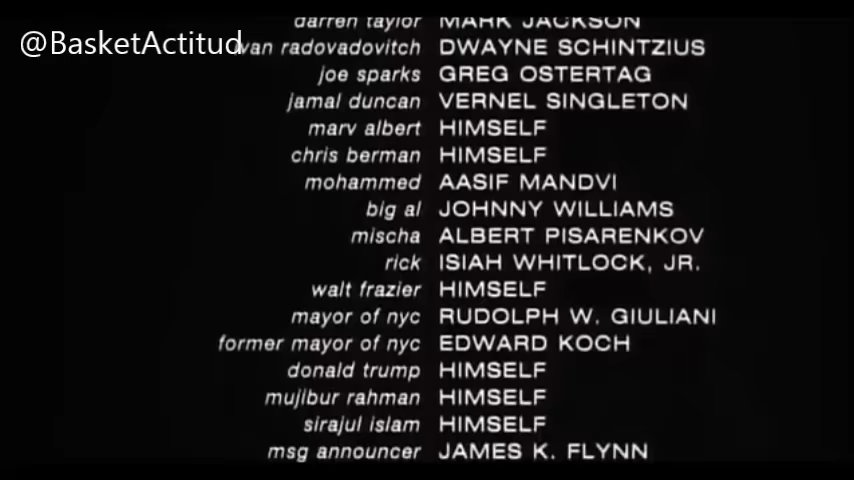 darren taylor MARK JACKSON
@BasketActitud
ivan radovadovitch DWAYNE SCHINTZIUS
joe sparks GREG OSTERTAG
jamal duncan VERNEL SINGLETON
marv albert HIMSELF
chris berman HIMSELF
mohammed AASIF MANDVI
big al JOHNNY WILLIAMS
mischa ALBERT PISARENKOV
rick ISIAH WHITLOCK, JR.
walt frazier HIMSELF
mayor of nyc RUDOLPH W. GIULIANI
former mayor of nyc EDWARD KOCH
donald trump HIMSELF
mujibur rahman HIMSELF
sirajul islam HIMSELF
msg announcer JAMES K. FLYNN